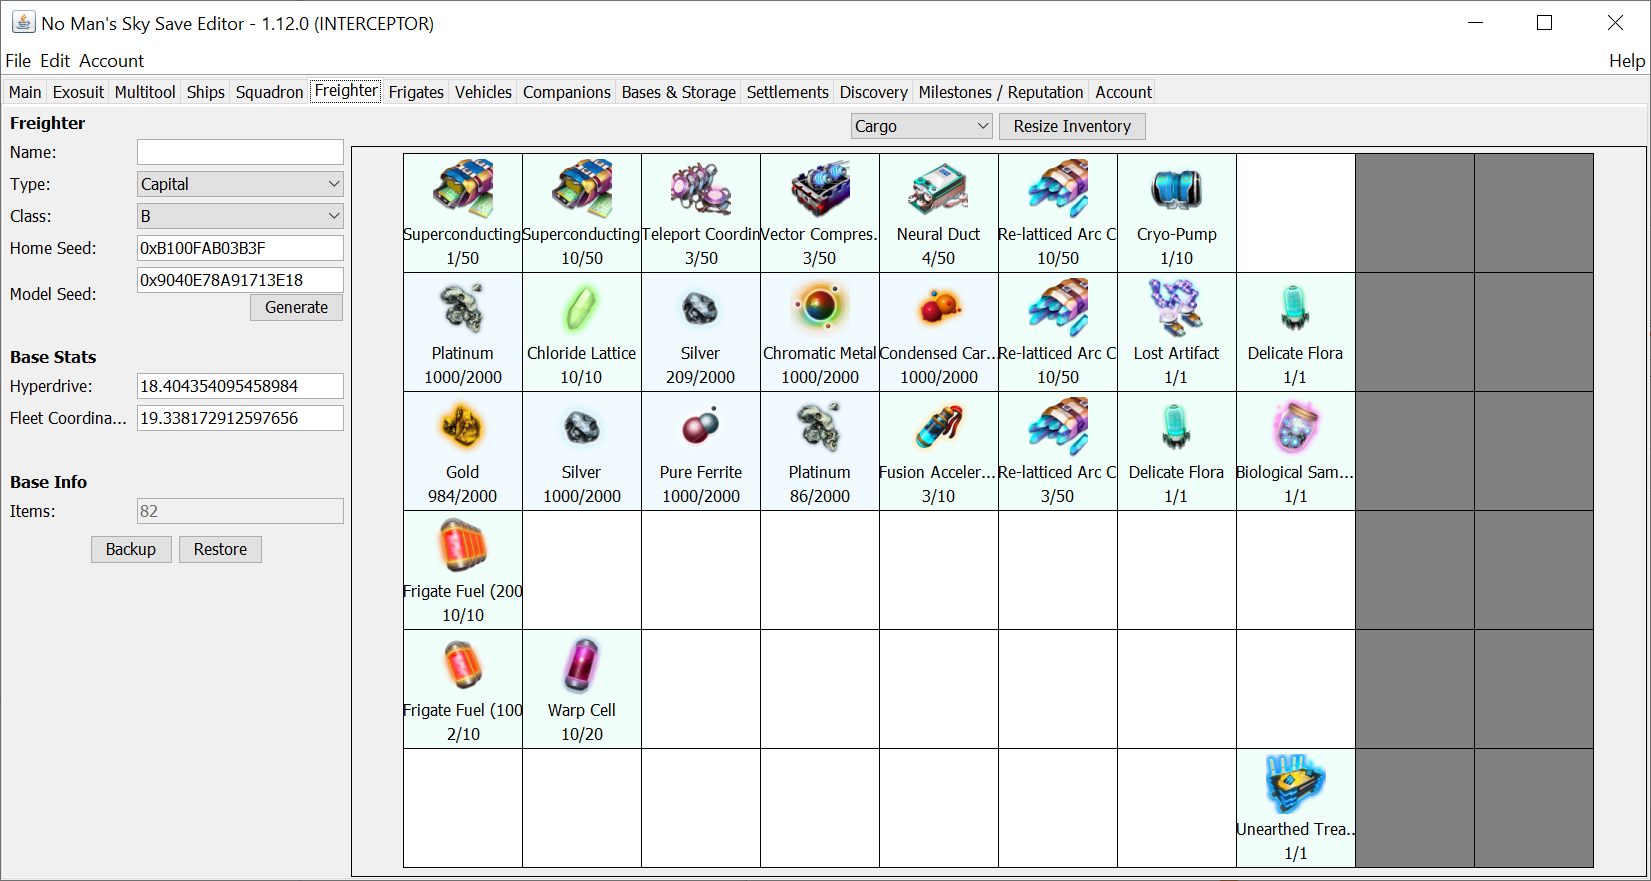 No Man's Sky Save Editor - 1.12.0 (INTERCEPTOR)
File Edit Account Help
Main Exosuit Multitool Ships Squadron Freighter Frigates Vehicles Companions Bases & Storage Settlements Discovery Milestones / Reputation Account
Freighter
Name:
Type: Capital
Class: B
Home Seed: 0xB100FAB03B3F
Model Seed: 0x9040E78A91713E18
Generate
Base Stats
Hyperdrive: 18.404354095458984
Fleet Coordina... 19.338172912597656
Base Info
Items: 82
Backup Restore
Cargo Resize Inventory
Superconducting Superconducting Teleport Coordin Vector Compres. Neural Duct Re-latticed Arc C Cryo-Pump
1/50 10/50 3/50 3/50 4/50 10/50 1/10
Platinum Chloride Lattice Silver Chromatic Metal Condensed Car... Re-latticed Arc C Lost Artifact Delicate Flora
1000/2000 10/10 209/2000 1000/2000 1000/2000 10/50 1/1 1/1
Gold Silver Pure Ferrite Platinum Fusion Acceler... Re-latticed Arc C Delicate Flora Biological Sam...
984/2000 1000/2000 1000/2000 86/2000 3/10 3/50 1/1 1/1
Frigate Fuel (200
10/10
Frigate Fuel (100 Warp Cell
2/10 10/20
Unearthed Trea..
1/1